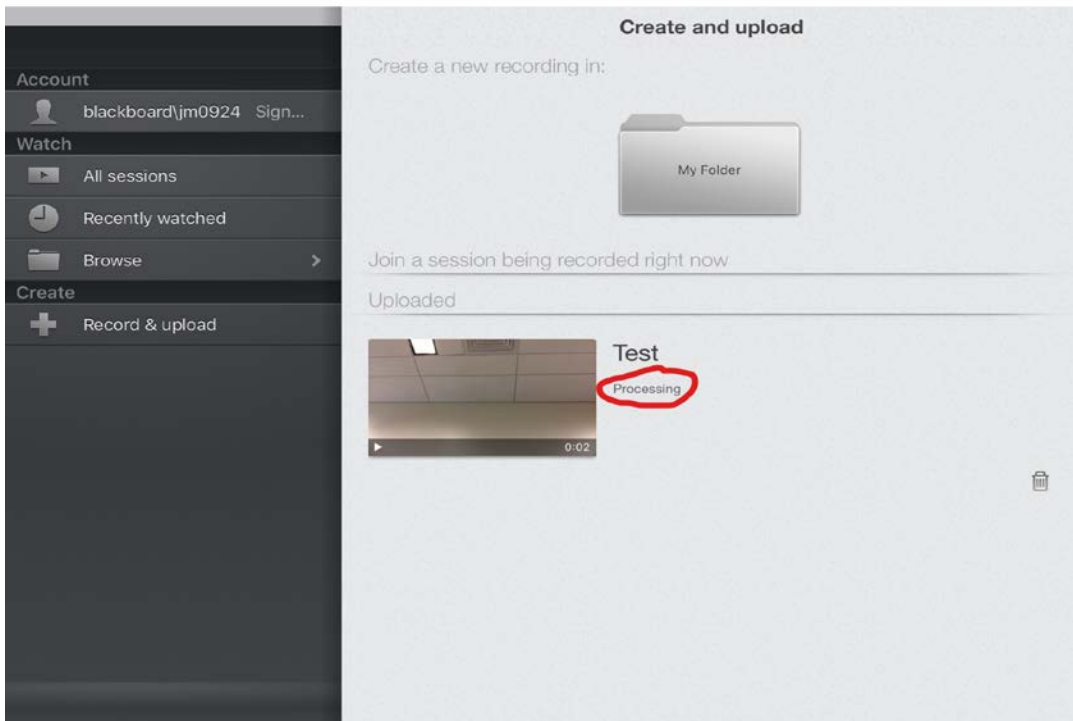 Create and upload
Account
blackboard\jm0924 Sign...
Watch
All sessions
Recently watched
Browse
Create
Record & upload
Create a new recording in:
My Folder
Join a session being recorded right now
Uploaded
Test
Processing
0:02